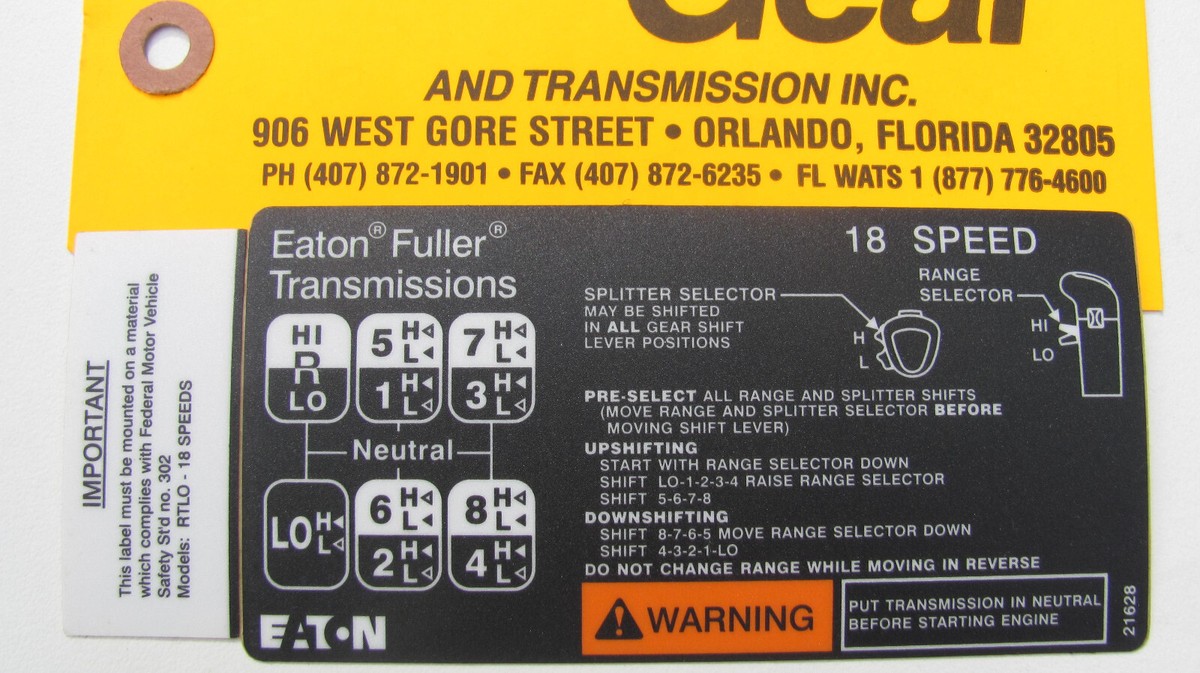 Gear
AND TRANSMISSION INC.
906 WEST GORE STREET • ORLANDO, FLORIDA 32805
PH (407) 872-1901 • FAX (407) 872-6235 • FL WATS 1 (877) 776-4600
IMPORTANT
This label must be mounted on a material
which complies with Federal Motor Vehicle
Safety St'd no. 302
Models: RTLO - 18 SPEEDS
Eaton® Fuller®
Transmissions
18 SPEED
HI
R
LO
5 H L
1 H L
7 H L
3 H L
Neutral
LO H L
6 H L
2 H L
8 H L
4 H L
EATON
SPLITTER SELECTOR
MAY BE SHIFTED
IN ALL GEAR SHIFT
LEVER POSITIONS
H
L
RANGE
SELECTOR
HI
LO
PRE-SELECT ALL RANGE AND SPLITTER SHIFTS
(MOVE RANGE AND SPLITTER SELECTOR BEFORE
MOVING SHIFT LEVER)
UPSHIFTING
START WITH RANGE SELECTOR DOWN
SHIFT LO-1-2-3-4 RAISE RANGE SELECTOR
SHIFT 5-6-7-8
DOWNSHIFTING
SHIFT 8-7-6-5 MOVE RANGE SELECTOR DOWN
SHIFT 4-3-2-1-LO
DO NOT CHANGE RANGE WHILE MOVING IN REVERSE
WARNING
PUT TRANSMISSION IN NEUTRAL
BEFORE STARTING ENGINE
21628